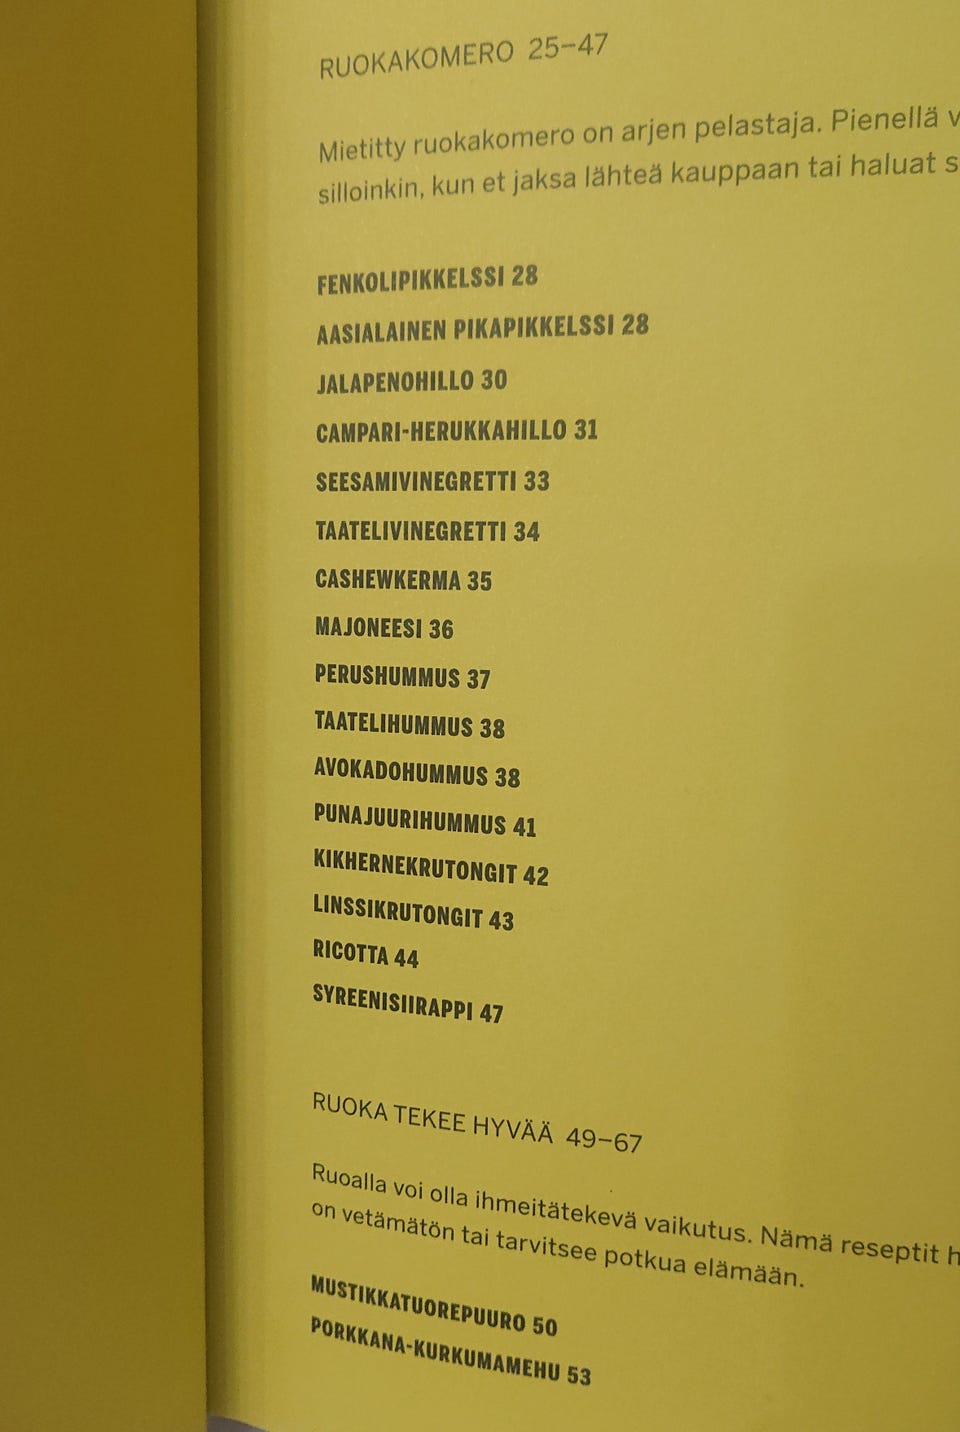 RUOKAKOMERO 25–47
Mietitty ruokakomero on arjen pelastaja. Pienellä
silloinkin, kun et jaksa lähteä kauppaan tai haluat
FENKOLIPIKKELSSI 28
AASIALAINEN PIKAPIKKELSSI 28
JALAPENOHILLO 30
CAMPARI-HERUKKAHILLO 31
SEESAMIVINEGRETTI 33
TAATELIVINEGRETTI 34
CASHEWKERMA 35
MAJONEESI 36
PERUSHUMMUS 37
TAATELIHUMMUS 38
AVOKADOHUMMUS 38
PUNAJUURIHUMMUS 41
KIKHERNEKRUTONGIT 42
LINSSIKRUTONGIT 43
RICOTTA 44
SYREENISIIRAPPI 47
RUOKA TEKEE HYVÄÄ 49–67
Ruoalla voi olla ihmeitätekevä vaikutus. Nämä reseptit
on vetämätön tai tarvitsee potkua elämään.
MUSTIKKATUOREPUURO 50
PORKKANA-KURKUMAMEHU 53